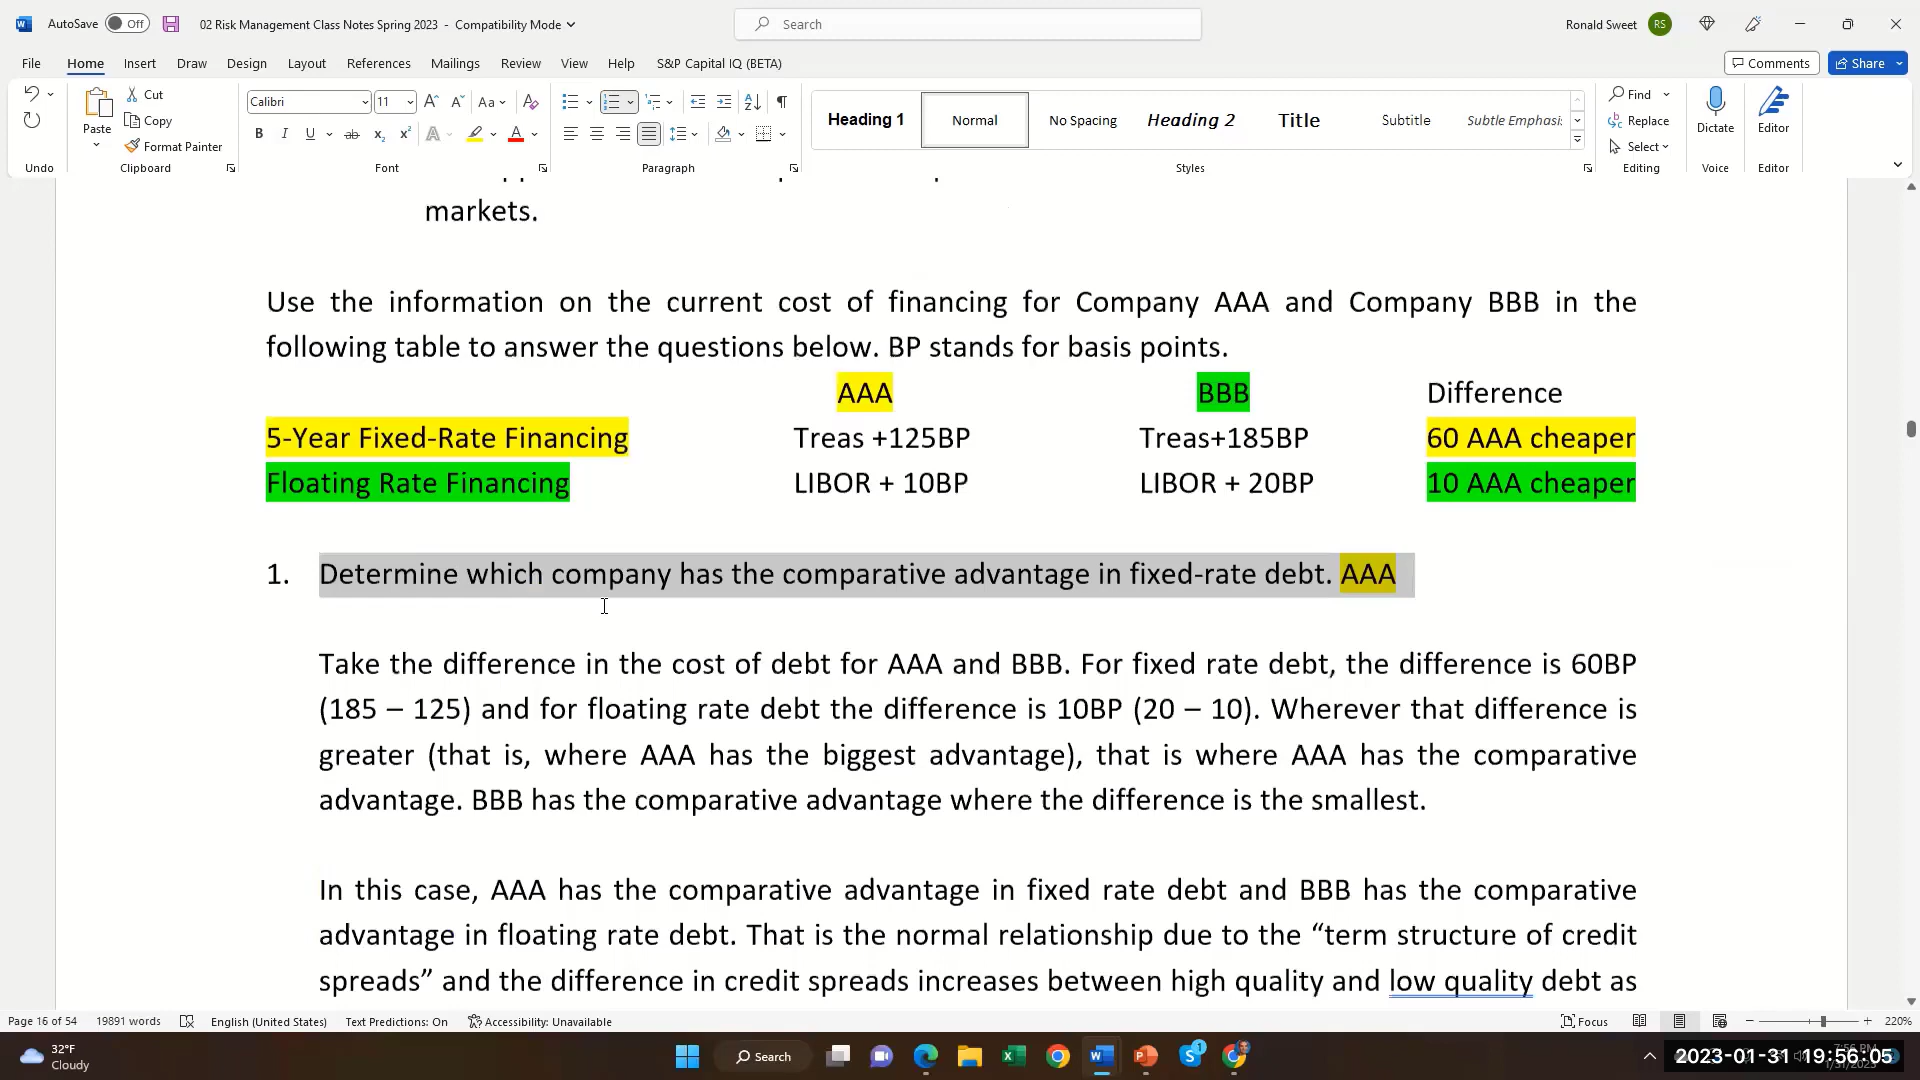 AutoSave Off 02 Risk Management Class Notes Spring 2023 - Compatibility Mode Search Ronald Sweet RS
File Home Insert Draw Design Layout References Mailings Review View Help S&P Capital IQ (BETA) Comments Share
Cut
Copy
Format Painter
Paste
Calibri 11 Aa
B I U ab x₂ x² A A
Heading 1 Normal No Spacing Heading 2 Title Subtitle Subtle Emphasis
Find
Replace
Select
Dictate Editor
Undo Clipboard Font Paragraph Styles Editing Voice Editor
markets.
Use the information on the current cost of financing for Company AAA and Company BBB in the
following table to answer the questions below. BP stands for basis points.
AAA BBB Difference
5-Year Fixed-Rate Financing Treas +125BP Treas+185BP 60 AAA cheaper
Floating Rate Financing LIBOR + 10BP LIBOR + 20BP 10 AAA cheaper
1. Determine which company has the comparative advantage in fixed-rate debt. AAA
Take the difference in the cost of debt for AAA and BBB. For fixed rate debt, the difference is 60BP
(185 – 125) and for floating rate debt the difference is 10BP (20 – 10). Wherever that difference is
greater (that is, where AAA has the biggest advantage), that is where AAA has the comparative
advantage. BBB has the comparative advantage where the difference is the smallest.
In this case, AAA has the comparative advantage in fixed rate debt and BBB has the comparative
advantage in floating rate debt. That is the normal relationship due to the “term structure of credit
spreads” and the difference in credit spreads increases between high quality and low quality debt as
Page 16 of 54 19891 words English (United States) Text Predictions: On Accessibility: Unavailable Focus 220%
32°F
Cloudy
Search
2023-01-31 19:56:05